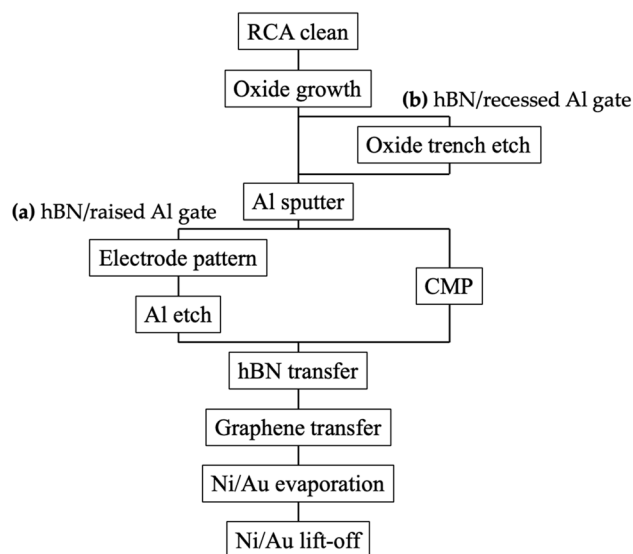 RCA clean
Oxide growth
(b) hBN/recessed Al gate
Oxide trench etch
Al sputter
(a) hBN/raised Al gate
Electrode pattern
CMP
Al etch
hBN transfer
Graphene transfer
Ni/Au evaporation
Ni/Au lift-off